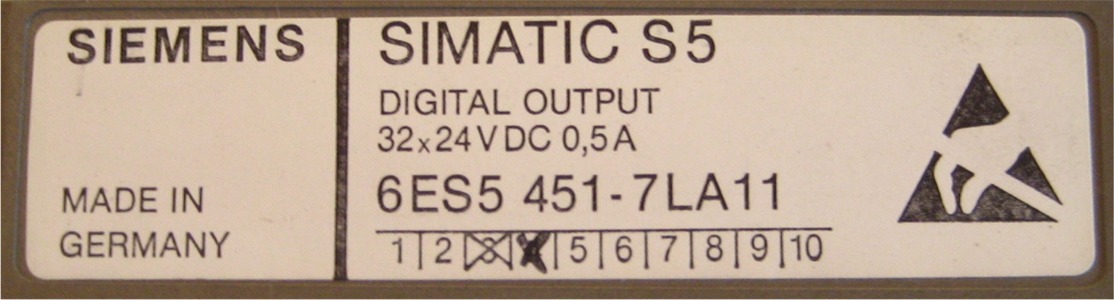 SIEMENS
MADE IN
GERMANY
SIMATIC S5
DIGITAL OUTPUT
32x24VDC 0,5A
6ES5 451-7LA11
1|2|3| |5|6|7|8|9|10